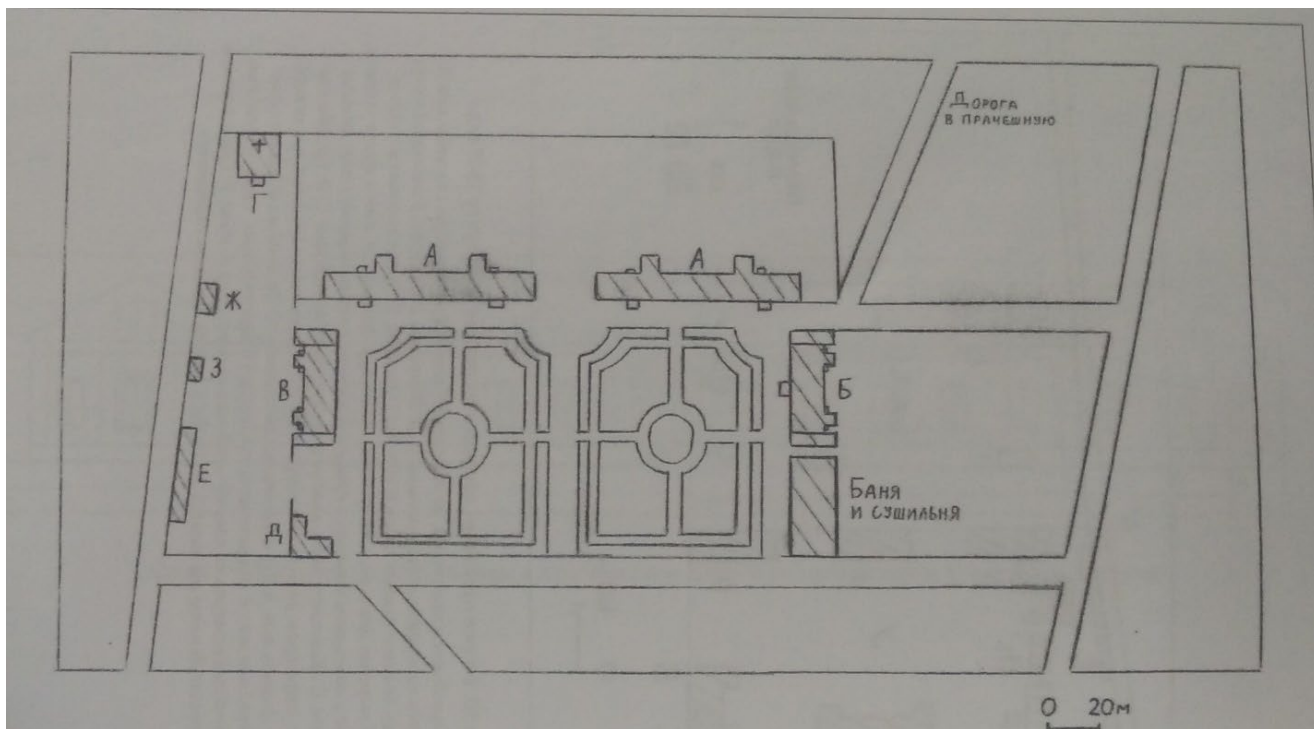 Дорога
в прачешную
Г
А
А
Ж
З
В
Б
Е
Баня
и сушильня
Д
0 20м